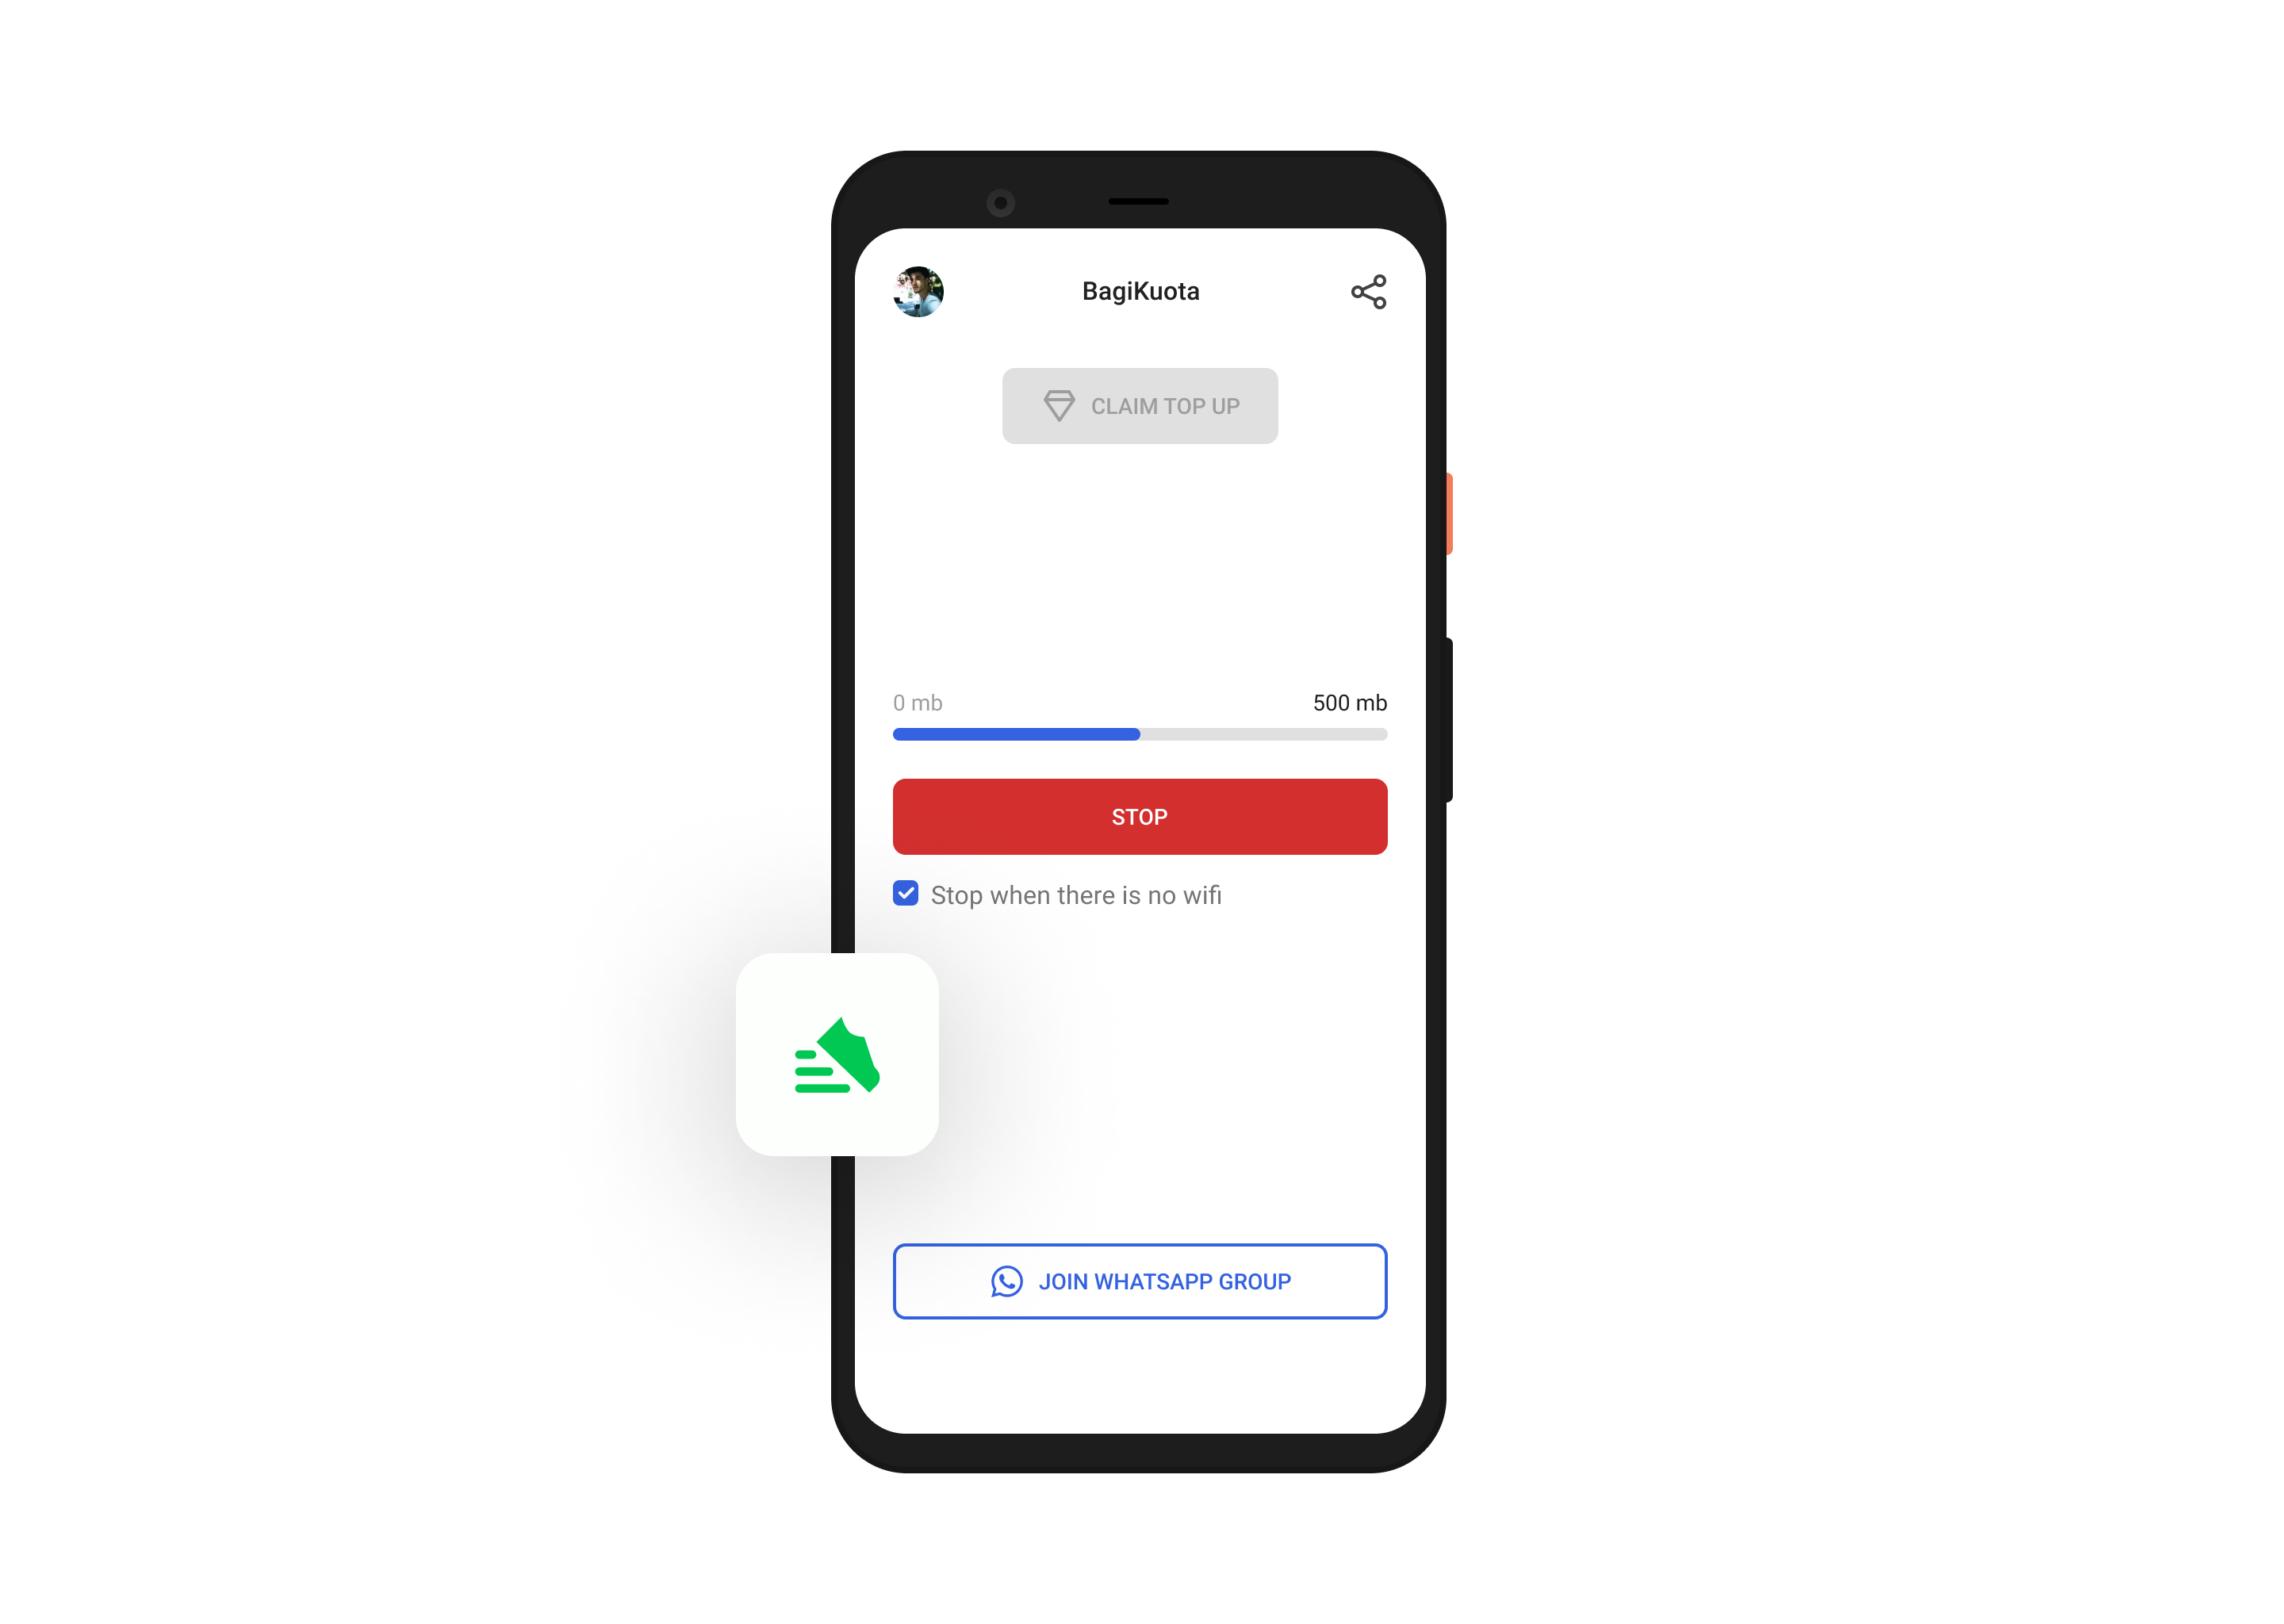 BagiKuota
CLAIM TOP UP
0 mb
500 mb
STOP
Stop when there is no wifi
JOIN WHATSAPP GROUP